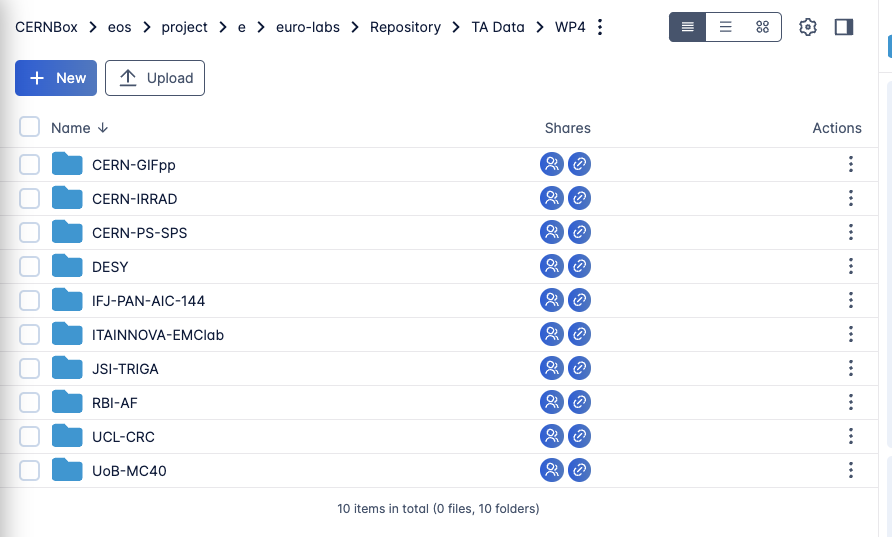 CERNBox > eos > project > e > euro-labs > Repository > TA Data > WP4
New Upload
Name Shares Actions
CERN-GIFpp
CERN-IRRAD
CERN-PS-SPS
DESY
IFJ-PAN-AIC-144
ITAINNOVA-EMClab
JSI-TRIGA
RBI-AF
UCL-CRC
UoB-MC40
10 items in total (0 files, 10 folders)